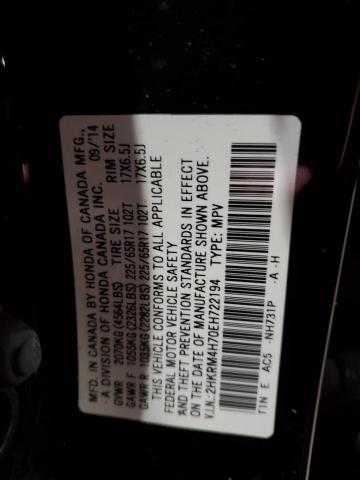 MFD. IN CANADA BY HONDA OF CANADA MFG.,
-A DIVISION OF HONDA CANADA INC. 09/'14
TIRE SIZE RIM SIZE
GVWR 2070KG(4564LBS)
GAWR F 1055KG(2326LBS) 225/65R17 102T 17X6.5J
GAWR R 1035KG(2282LBS) 225/65R17 102T 17X6.5J
THIS VEHICLE CONFORMS TO ALL APPLICABLE
FEDERAL MOTOR VEHICLE SAFETY
AND THEFT PREVENTION STANDARDS IN EFFECT
ON THE DATE OF MANUFACTURE SHOWN ABOVE.
V.I.N.:2HKRM4H70EH722194 TYPE: MPV
T1N E AC5 -NH731P -A -H